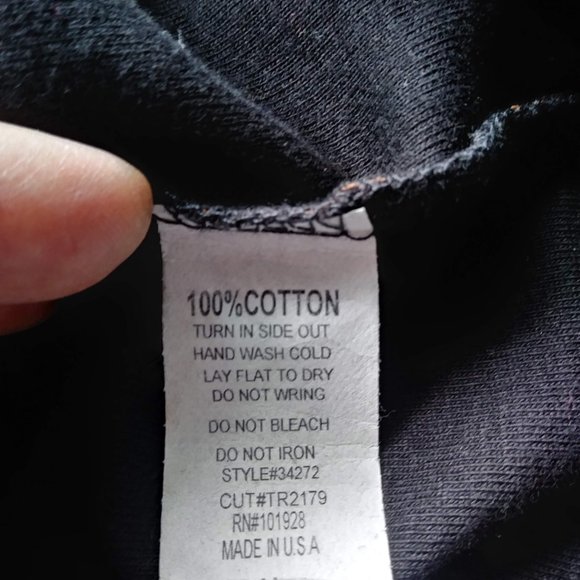 100%COTTON
TURN IN SIDE OUT
HAND WASH COLD
LAY FLAT TO DRY
DO NOT WRING
DO NOT BLEACH
DO NOT IRON
STYLE#34272
CUT#TR2179
RN#101928
MADE IN U.S A